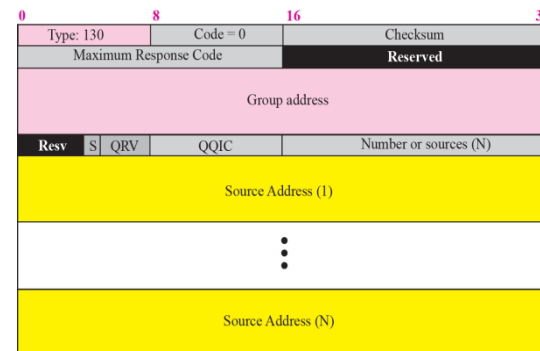 0 8 16 3
Type: 130 Code = 0 Checksum
Maximum Response Code Reserved
Group address
Resv S QRV QQIC Number or sources (N)
Source Address (1)
Source Address (N)